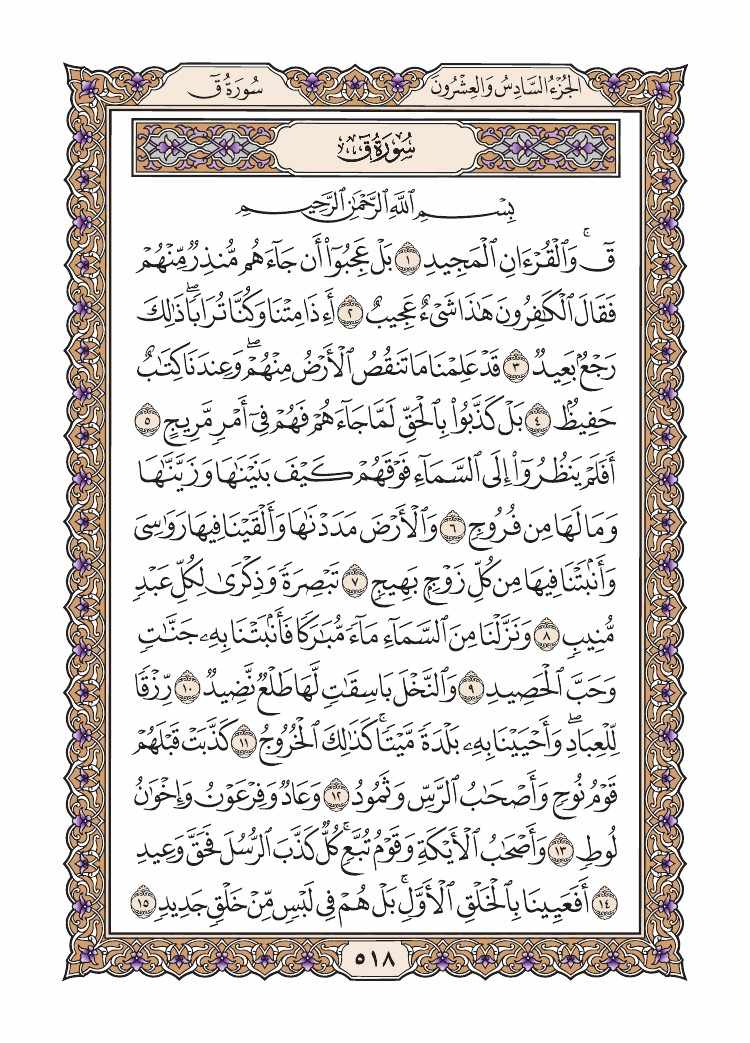 الجُزْءُ السَّادِسُ وَالعِشْرُونَ
سُورَةُ قٓ
سُورَةُ قٓ
بِسْمِ ٱللَّهِ ٱلرَّحْمَٰنِ ٱلرَّحِيمِ
قٓۚ وَٱلْقُرْءَانِ ٱلْمَجِيدِ ١ بَلْ عَجِبُوٓا۟ أَن جَآءَهُم مُّنذِرٌ مِّنْهُمْ
فَقَالَ ٱلْكَٰفِرُونَ هَٰذَا شَىْءٌ عَجِيبٌ ٢ أَءِذَا مِتْنَا وَكُنَّا تُرَابًاۖ ذَٰلِكَ
رَجْعٌۢ بَعِيدٌ ٣ قَدْ عَلِمْنَا مَا تَنقُصُ ٱلْأَرْضُ مِنْهُمْۖ وَعِندَنَا كِتَٰبٌ
حَفِيظٌۢ ٤ بَلْ كَذَّبُوا۟ بِٱلْحَقِّ لَمَّا جَآءَهُمْ فَهُمْ فِىٓ أَمْرٍ مَّرِيجٍ ٥
أَفَلَمْ يَنظُرُوٓا۟ إِلَى ٱلسَّمَآءِ فَوْقَهُمْ كَيْفَ بَنَيْنَٰهَا وَزَيَّنَّٰهَا
وَمَا لَهَا مِن فُرُوجٍ ٦ وَٱلْأَرْضَ مَدَدْنَٰهَا وَأَلْقَيْنَا فِيهَا رَوَٰسِىَ
وَأَنۢبَتْنَا فِيهَا مِن كُلِّ زَوْجٍۭ بَهِيجٍ ٧ تَبْصِرَةً وَذِكْرَىٰ لِكُلِّ عَبْدٍ
مُّنِيبٍ ٨ وَنَزَّلْنَا مِنَ ٱلسَّمَآءِ مَآءً مُّبَٰرَكًا فَأَنۢبَتْنَا بِهِۦ جَنَّٰتٍ
وَحَبَّ ٱلْحَصِيدِ ٩ وَٱلنَّخْلَ بَاسِقَٰتٍ لَّهَا طَلْعٌ نَّضِيدٌ ١٠ رِّزْقًا
لِّلْعِبَادِۖ وَأَحْيَيْنَا بِهِۦ بَلْدَةً مَّيْتًاۚ كَذَٰلِكَ ٱلْخُرُوجُ ١١ كَذَّبَتْ قَبْلَهُمْ
قَوْمُ نُوحٍ وَأَصْحَٰبُ ٱلرَّسِّ وَثَمُودُ ١٢ وَعَادٌ وَفِرْعَوْنُ وَإِخْوَٰنُ
لُوطٍ ١٣ وَأَصْحَٰبُ ٱلْأَيْكَةِ وَقَوْمُ تُبَّعٍۚ كُلٌّ كَذَّبَ ٱلرُّسُلَ فَحَقَّ وَعِيدِ
١٤ أَفَعَيِينَا بِٱلْخَلْقِ ٱلْأَوَّلِۚ بَلْ هُمْ فِى لَبْسٍ مِّنْ خَلْقٍ جَدِيدٍ ١٥
٥١٨